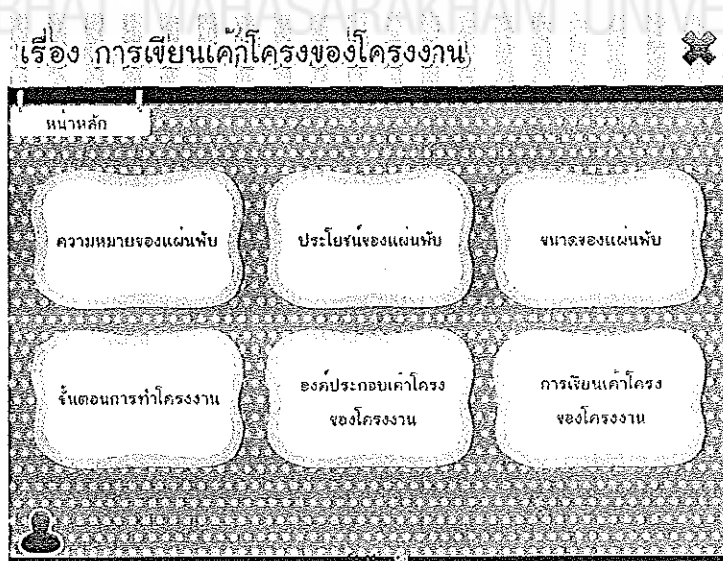 RABHAT MAHASARAKHAM UNIVE
เรื่อง การเขียนเค้าโครงของโครงงาน
หน้าหลัก
ความหมายของแผ่นพับ
ประโยชน์ของแผ่นพับ
ขนาดของแผ่นพับ
ขั้นตอนการทำโครงงาน
องค์ประกอบเค้าโครง
ของโครงงาน
การเขียนเค้าโครง
ของโครงงาน